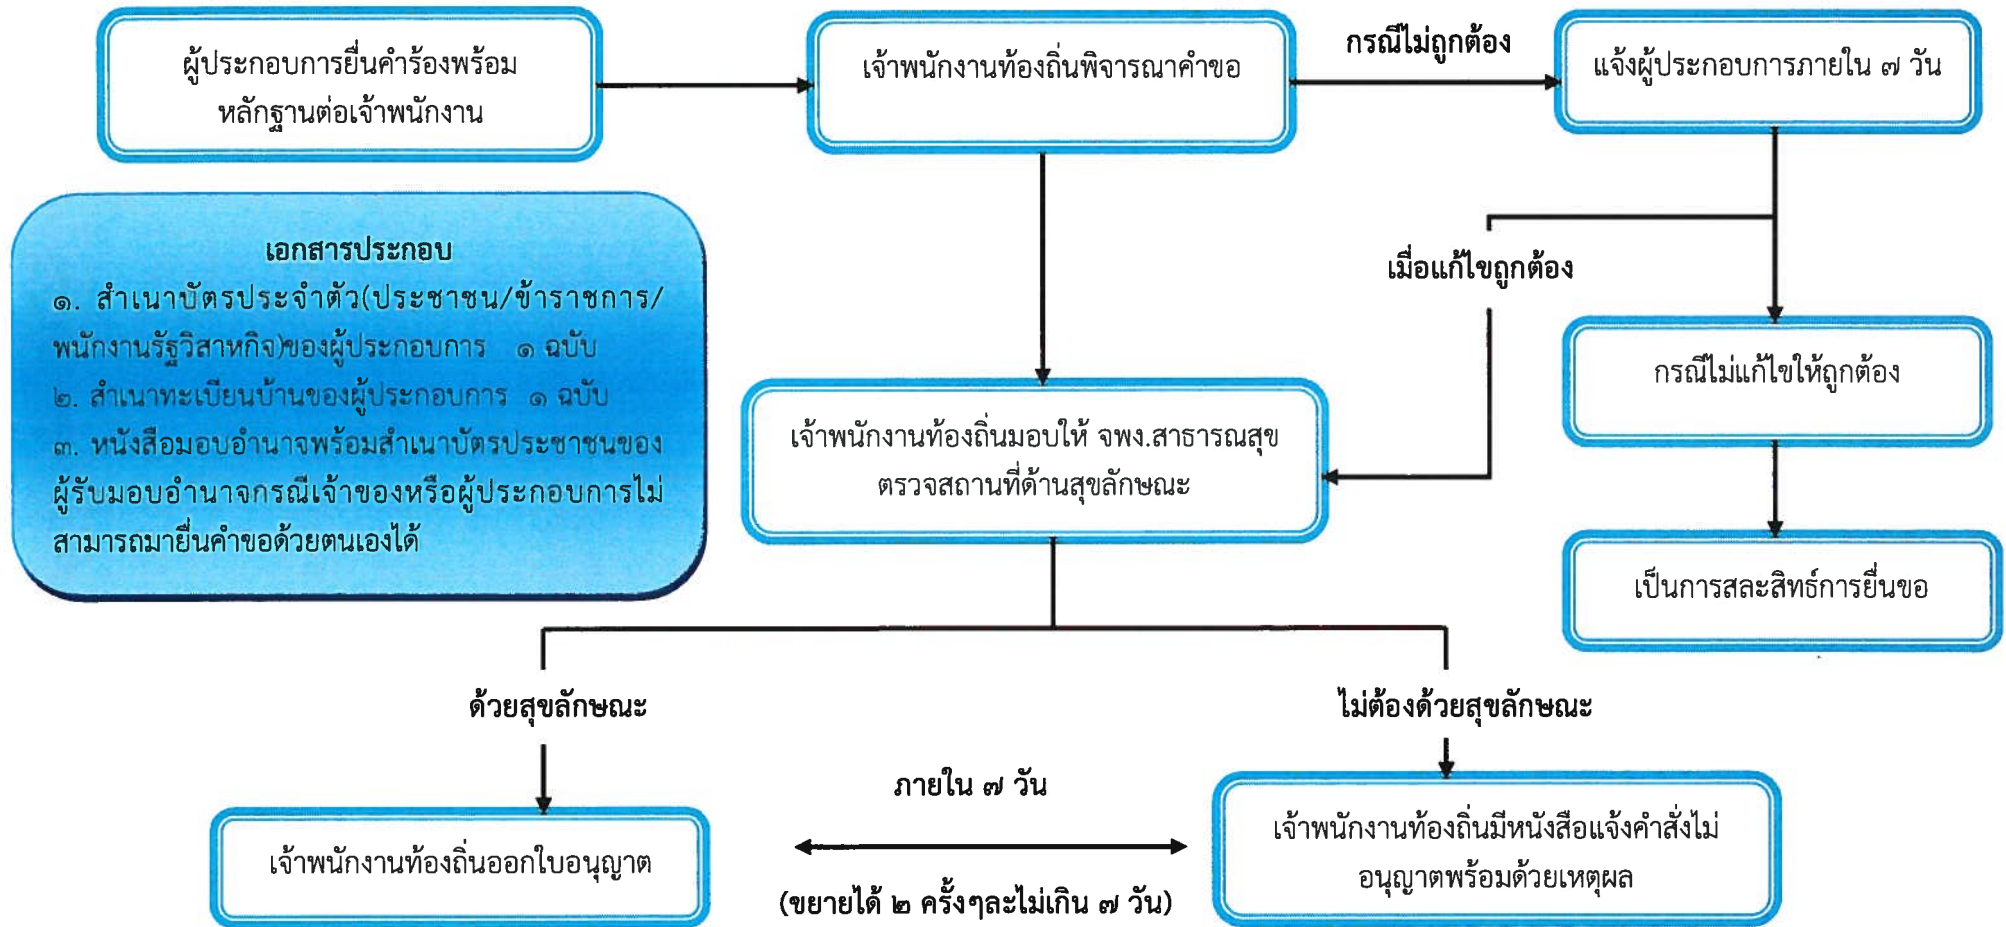 ผู้ประกอบการยื่นคำร้องพร้อม
หลักฐานต่อเจ้าพนักงาน
เจ้าพนักงานท้องถิ่นพิจารณาคำขอ
กรณีไม่ถูกต้อง
แจ้งผู้ประกอบการภายใน ๗ วัน
เอกสารประกอบ
๑. สำเนาบัตรประจำตัว(ประชาชน/ข้าราชการ/
พนักงานรัฐวิสาหกิจ)ของผู้ประกอบการ ๑ ฉบับ
๒. สำเนาทะเบียนบ้านของผู้ประกอบการ ๑ ฉบับ
๓. หนังสือมอบอำนาจพร้อมสำเนาบัตรประชาชนของ
ผู้รับมอบอำนาจกรณีเจ้าของหรือผู้ประกอบการไม่
สามารถมายื่นคำขอด้วยตนเองได้
เมื่อแก้ไขถูกต้อง
กรณีไม่แก้ไขให้ถูกต้อง
เจ้าพนักงานท้องถิ่นมอบให้ จพง.สาธารณสุข
ตรวจสถานที่ด้านสุขลักษณะ
เป็นการสละสิทธ์การยื่นขอ
ด้วยสุขลักษณะ
ไม่ต้องด้วยสุขลักษณะ
เจ้าพนักงานท้องถิ่นออกใบอนุญาต
ภายใน ๗ วัน
(ขยายได้ ๒ ครั้งๆละไม่เกิน ๗ วัน)
เจ้าพนักงานท้องถิ่นมีหนังสือแจ้งคำสั่งไม่
อนุญาตพร้อมด้วยเหตุผล